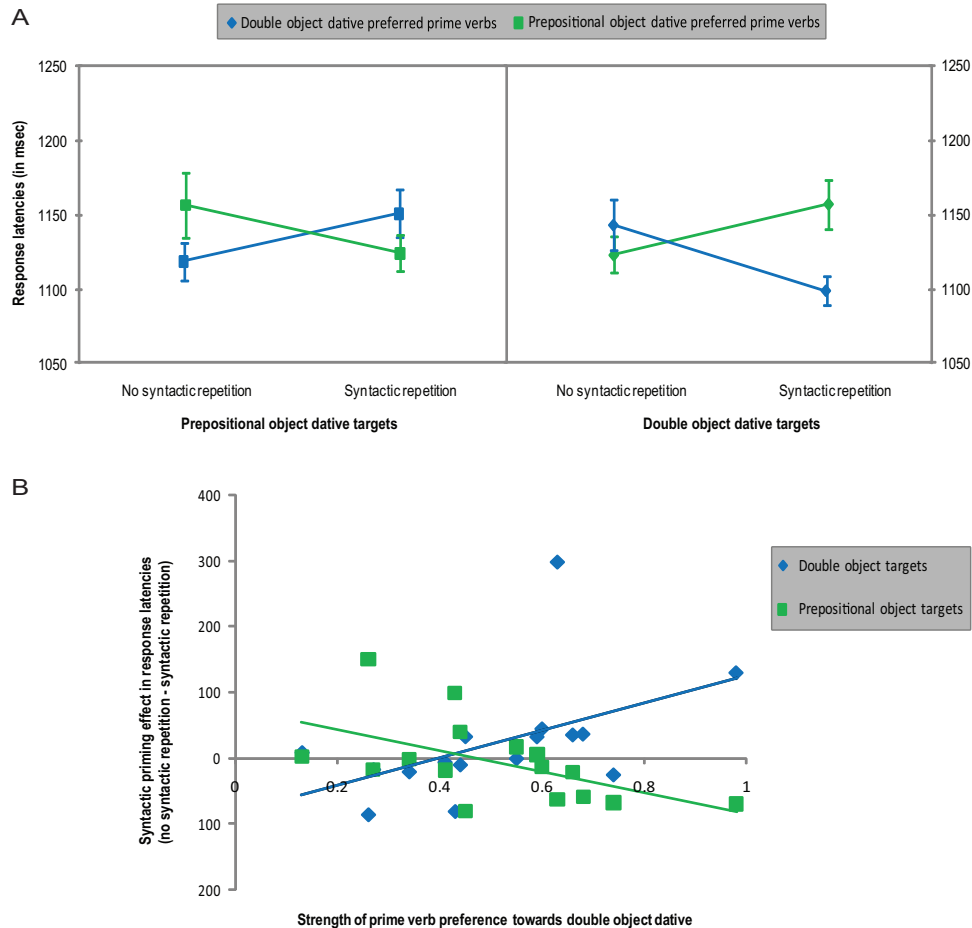 A
Double object dative preferred prime verbs
Prepositional object dative preferred prime verbs
Response latencies (in msec)
1250
1200
1150
1100
1050
1250
1200
1150
1100
1050
No syntactic repetition
Syntactic repetition
No syntactic repetition
Syntactic repetition
Prepositional object dative targets
Double object dative targets
B
Syntactic priming effect in response latencies
(no syntactic repetition - syntactic repetition)
400
300
200
100
0
100
200
0
0.2
0.4
0.6
0.8
1
Double object targets
Prepositional object targets
Strength of prime verb preference towards double object dative